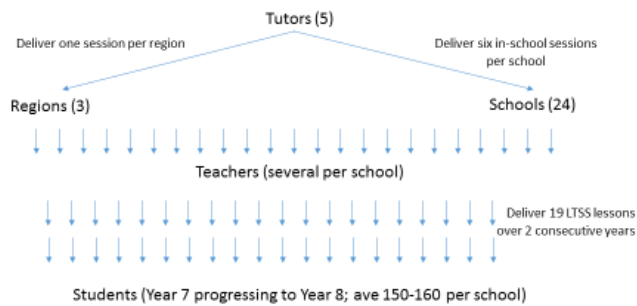 Tutors (5)
Deliver one session per region
Deliver six in-school sessions
per school
Regions (3)
Schools (24)
Teachers (several per school)
Deliver 19 LTSS lessons
over 2 consecutive years
Students (Year 7 progressing to Year 8; ave 150-160 per school)